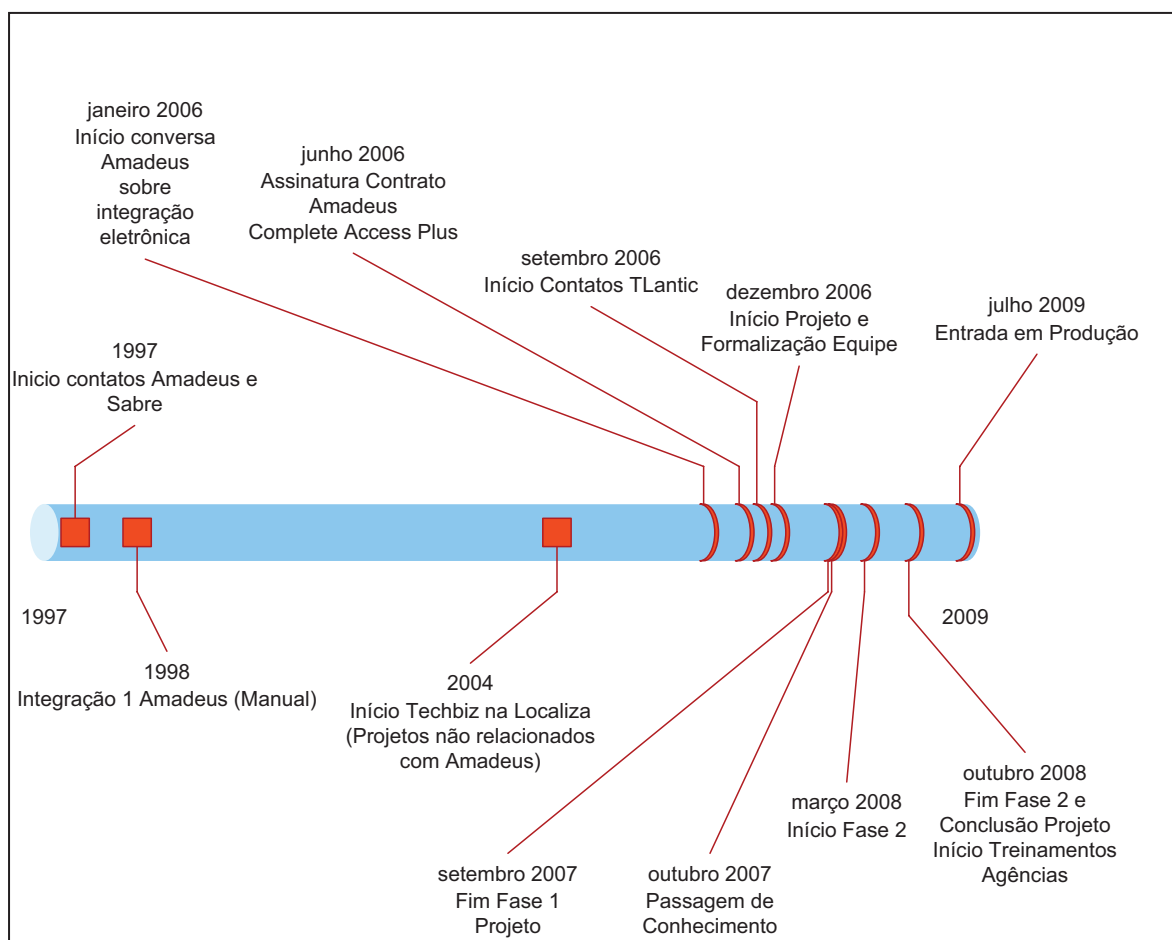 janeiro 2006
Início conversa
Amadeus
sobre
integração
eletrônica
junho 2006
Assinatura Contrato
Amadeus
Complete Access Plus
setembro 2006
Início Contatos TLantic
dezembro 2006
Início Projeto e
Formalização Equipe
julho 2009
Entrada em Produção
1997
Inicio contatos Amadeus e
Sabre
1997
2009
1998
Integração 1 Amadeus (Manual)
2004
Início Techbiz na Localiza
(Projetos não relacionados
com Amadeus)
setembro 2007
Fim Fase 1
Projeto
outubro 2007
Passagem de
Conhecimento
março 2008
Início Fase 2
outubro 2008
Fim Fase 2 e
Conclusão Projeto
Início Treinamentos
Agências